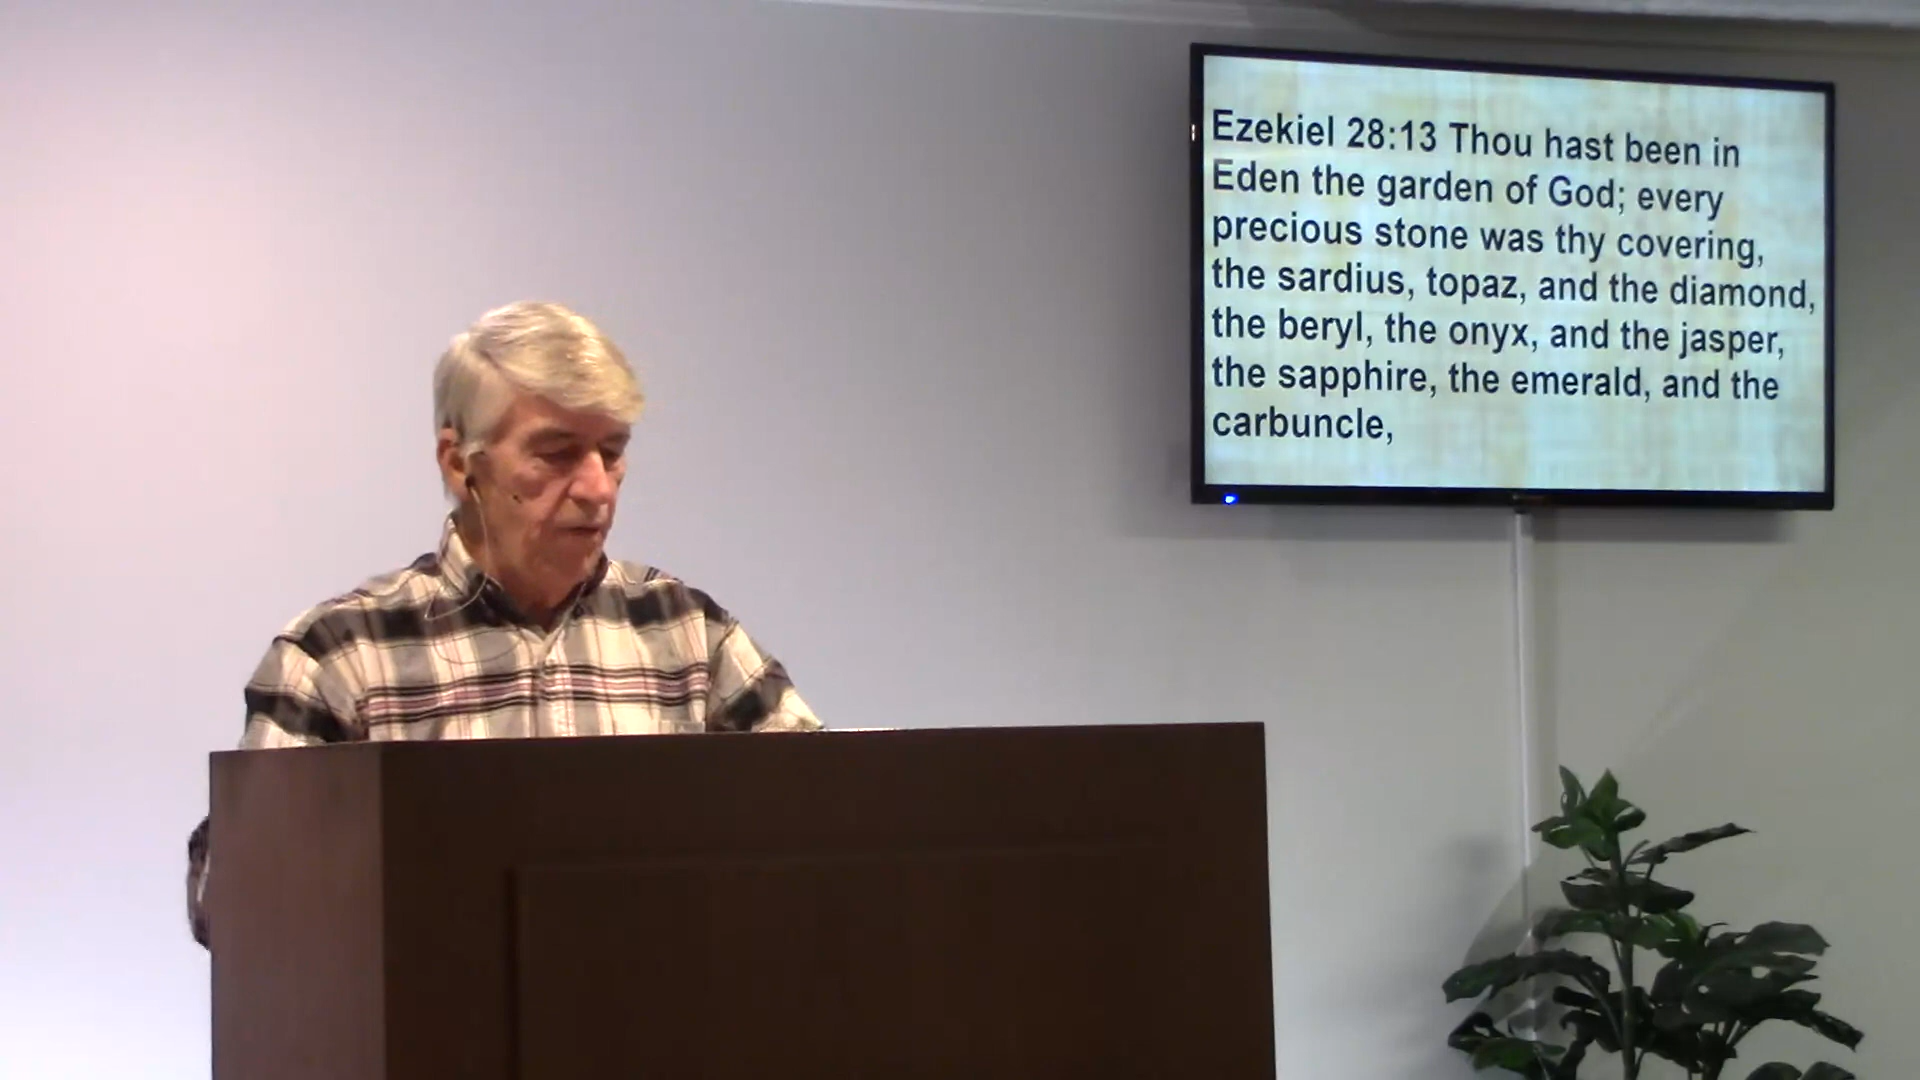 Ezekiel 28:13 Thou hast been in
Eden the garden of God; every
precious stone was thy covering,
the sardius, topaz, and the diamond,
the beryl, the onyx, and the jasper,
the sapphire, the emerald, and the
carbuncle,